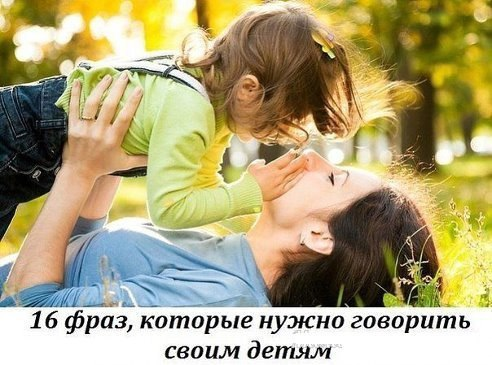 16 фраз, которые нужно говорить
своим детям